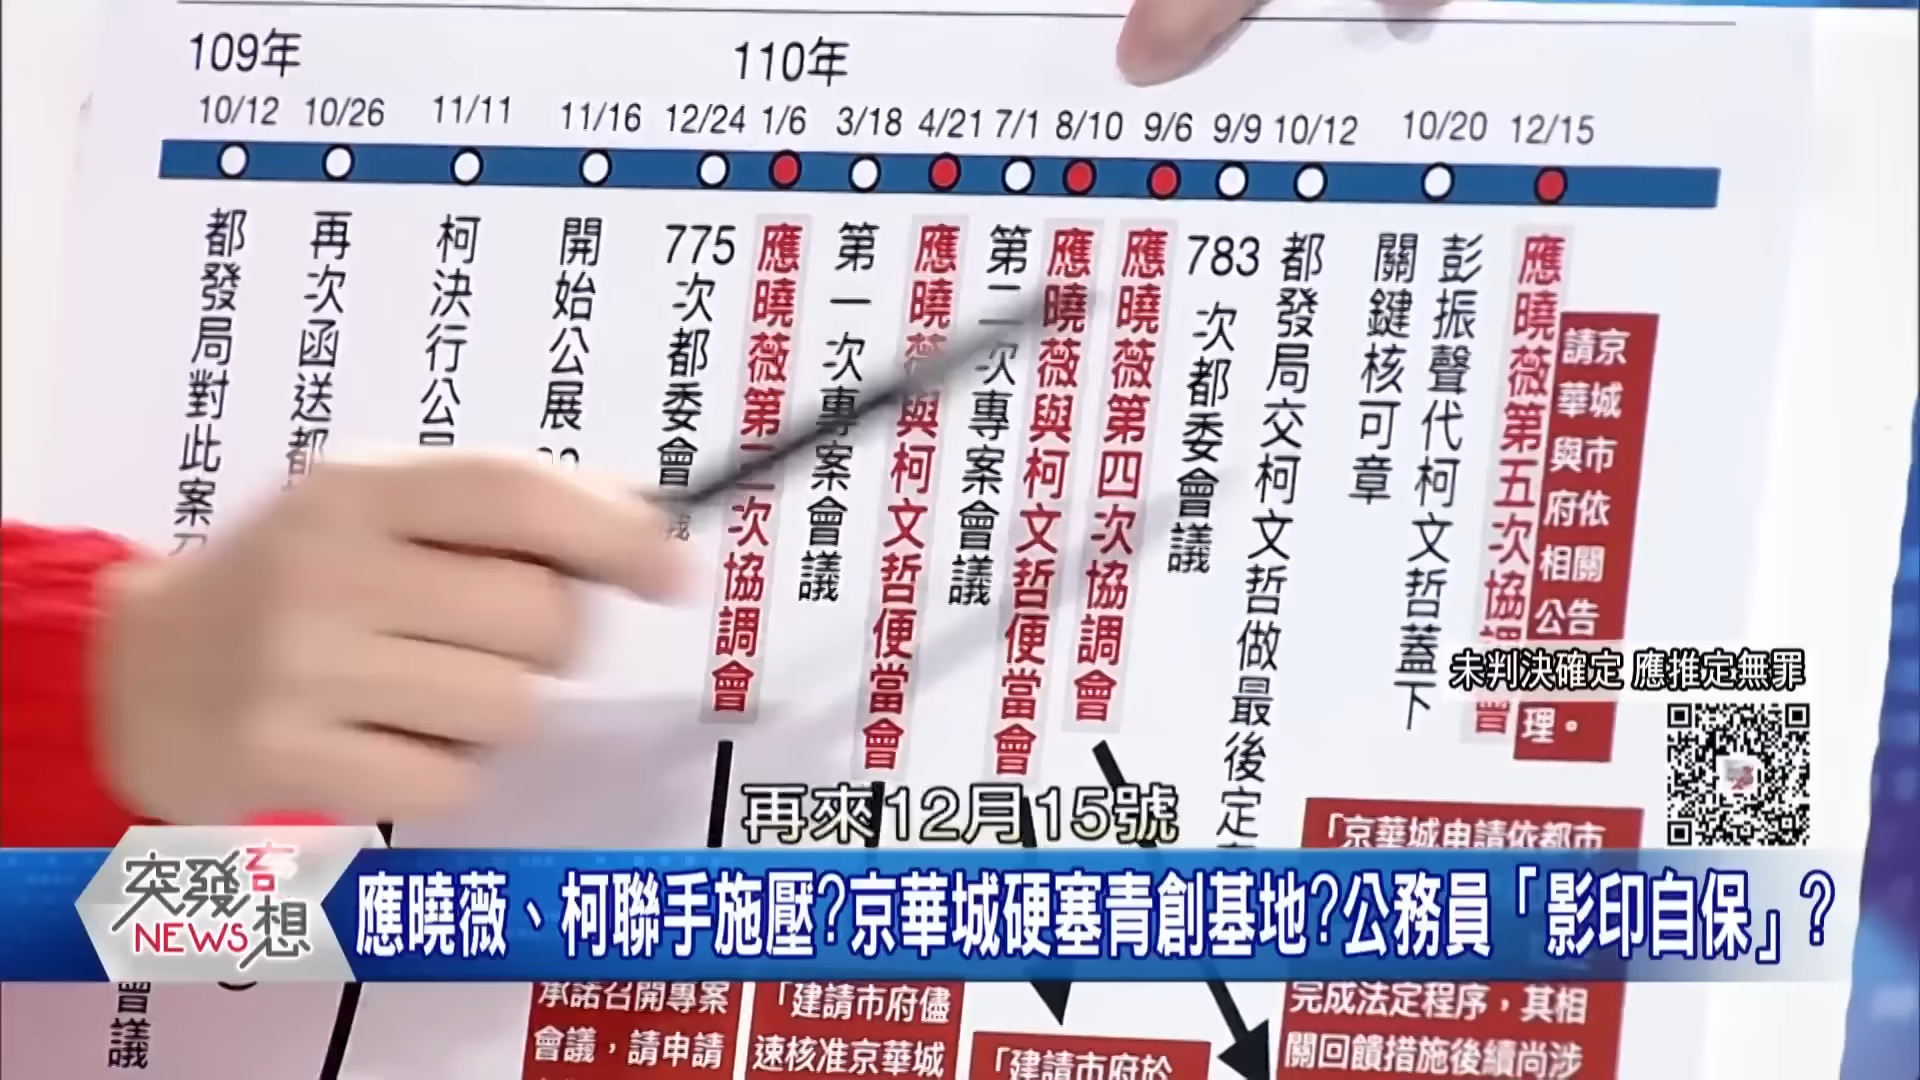 109年
110年
10/12 10/26 11/11 11/16 12/24 1/6 3/18 4/21 7/1 8/10 9/6 9/9 10/12 10/20 12/15
都發局對此案
再次函送都
柯決行公
開始公展
775次都委會
應曉薇第三次協調會
第一次專案會議
應曉薇與柯文哲便當會
第二次專案會議
應曉薇與柯文哲便當會
應曉薇第四次協調會
783次都委會議
都發局交柯文哲做最後定
彭振聲代柯文哲蓋下
關鍵核可章
應曉薇第五次協調會
請京
華城
與市
府依
相關
公告
理。
未判決確定 應推定無罪
再來12月15號
「京華城申請依都市
突發奇想
NEWS
應曉薇、柯聯手施壓?京華城硬塞青創基地?公務員「影印自保」?
會議
承諾召開專案
會議，請申請
「建請市府儘
速核准京華城
「建請市府於
完成法定程序，其相
關回饋措施後續尚涉